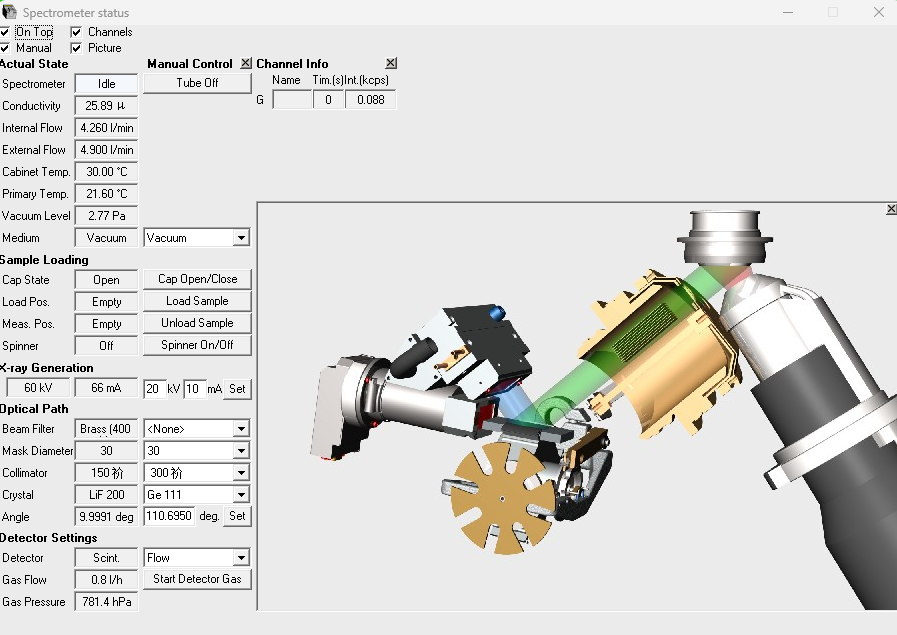 Spectrometer status
On Top Channels
Manual Picture
Actual State Manual Control Channel Info
Spectrometer Idle Tube Off Name Tim.(s) Int.(kcps)
Conductivity 25.89 G 0 0.088
Internal Flow 4.260 l/min
External Flow 4.900 l/min
Cabinet Temp. 30.00 °C
Primary Temp. 21.60 °C
Vacuum Level 2.77 Pa
Medium Vacuum Vacuum
Sample Loading
Cap State Open Cap Open/Close
Load Pos. Empty Load Sample
Meas. Pos. Empty Unload Sample
Spinner Off Spinner On/Off
X-ray Generation
60 kV 66 mA 20 kV 10 mA Set
Optical Path
Beam Filter Brass (400 <None>
Mask Diameter 30 30
Collimator 150 300
Crystal LiF 200 Ge 111
Angle 9.9991 deg 110.6950 deg. Set
Detector Settings
Detector Scint. Flow
Gas Flow 0.8 l/h Start Detector Gas
Gas Pressure 781.4 hPa